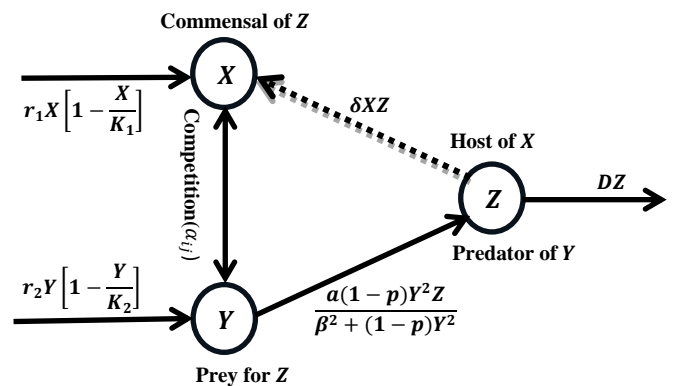 Commensal of Z
X
r₁X[1 − X/K₁]
δXZ
Competition(αᵢⱼ)
Host of X
Z
DZ
Predator of Y
r₂Y[1 − Y/K₂]
Y
a(1 − p)Y²Z
β² + (1 − p)Y²
Prey for Z